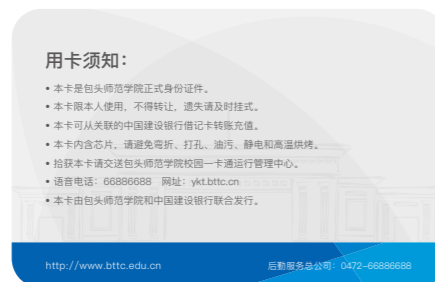 用卡须知：
• 本卡是包头师范学院正式身份证件。
• 本卡限本人使用，不得转让，遗失请及时挂式。
• 本卡可从关联的中国建设银行借记卡转账充值。
• 本卡内含芯片，请避免弯折、打孔、油污、静电和高温烘烤。
• 拾获本卡请交送包头师范学院校园一卡通运行管理中心。
• 语音电话：66886688 网址：ykt.bttc.cn
• 本卡由包头师范学院和中国建设银行联合发行。
http://www.bttc.edu.cn 后勤服务总公司：0472-66886688